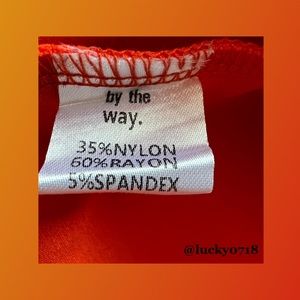 by the
way.
35%NYLON
60%RAYON
5%SPANDEX
@lucky0718